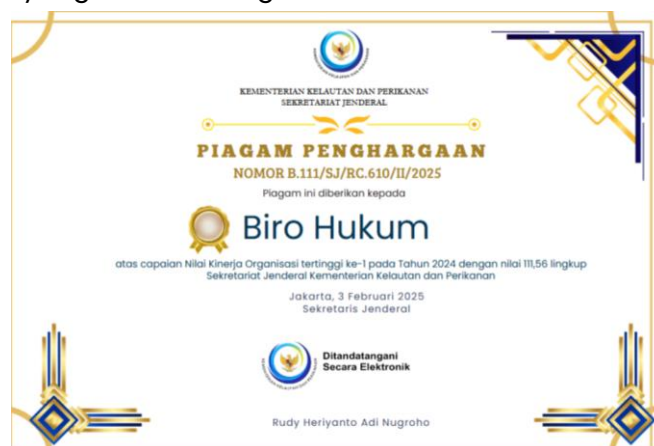 KEMENTERIAN KELAUTAN DAN PERIKANAN
SEKRETARIAT JENDERAL
PIAGAM PENGHARGAAN
NOMOR B.111/SJ/RC.610/II/2025
Piagam ini diberikan kepada
Biro Hukum
atas capaian Nilai Kinerja Organisasi tertinggi ke-1 pada Tahun 2024 dengan nilai 111,56 lingkup
Sekretariat Jenderal Kementerian Kelautan dan Perikanan
Jakarta, 3 Februari 2025
Sekretaris Jenderal
Ditandatangani
Secara Elektronik
Rudy Heriyanto Adi Nugroho